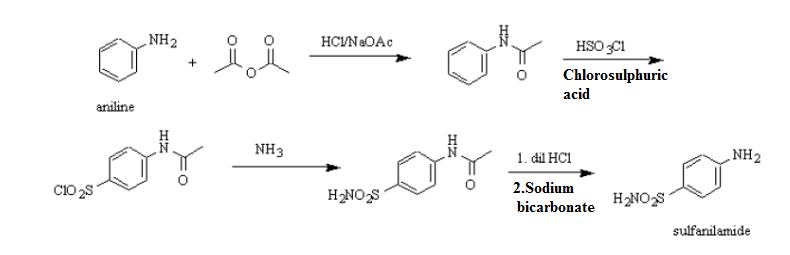 NH2
O O
+ O
HCl/NaOAc
H
N
O
HSO3Cl
Chlorosulphuric
acid
aniline
H
N
O
ClO2S
NH3
H
N
O
H2NO2S
1. dil HCl
2.Sodium
bicarbonate
NH2
H2NO2S
sulfanilamide